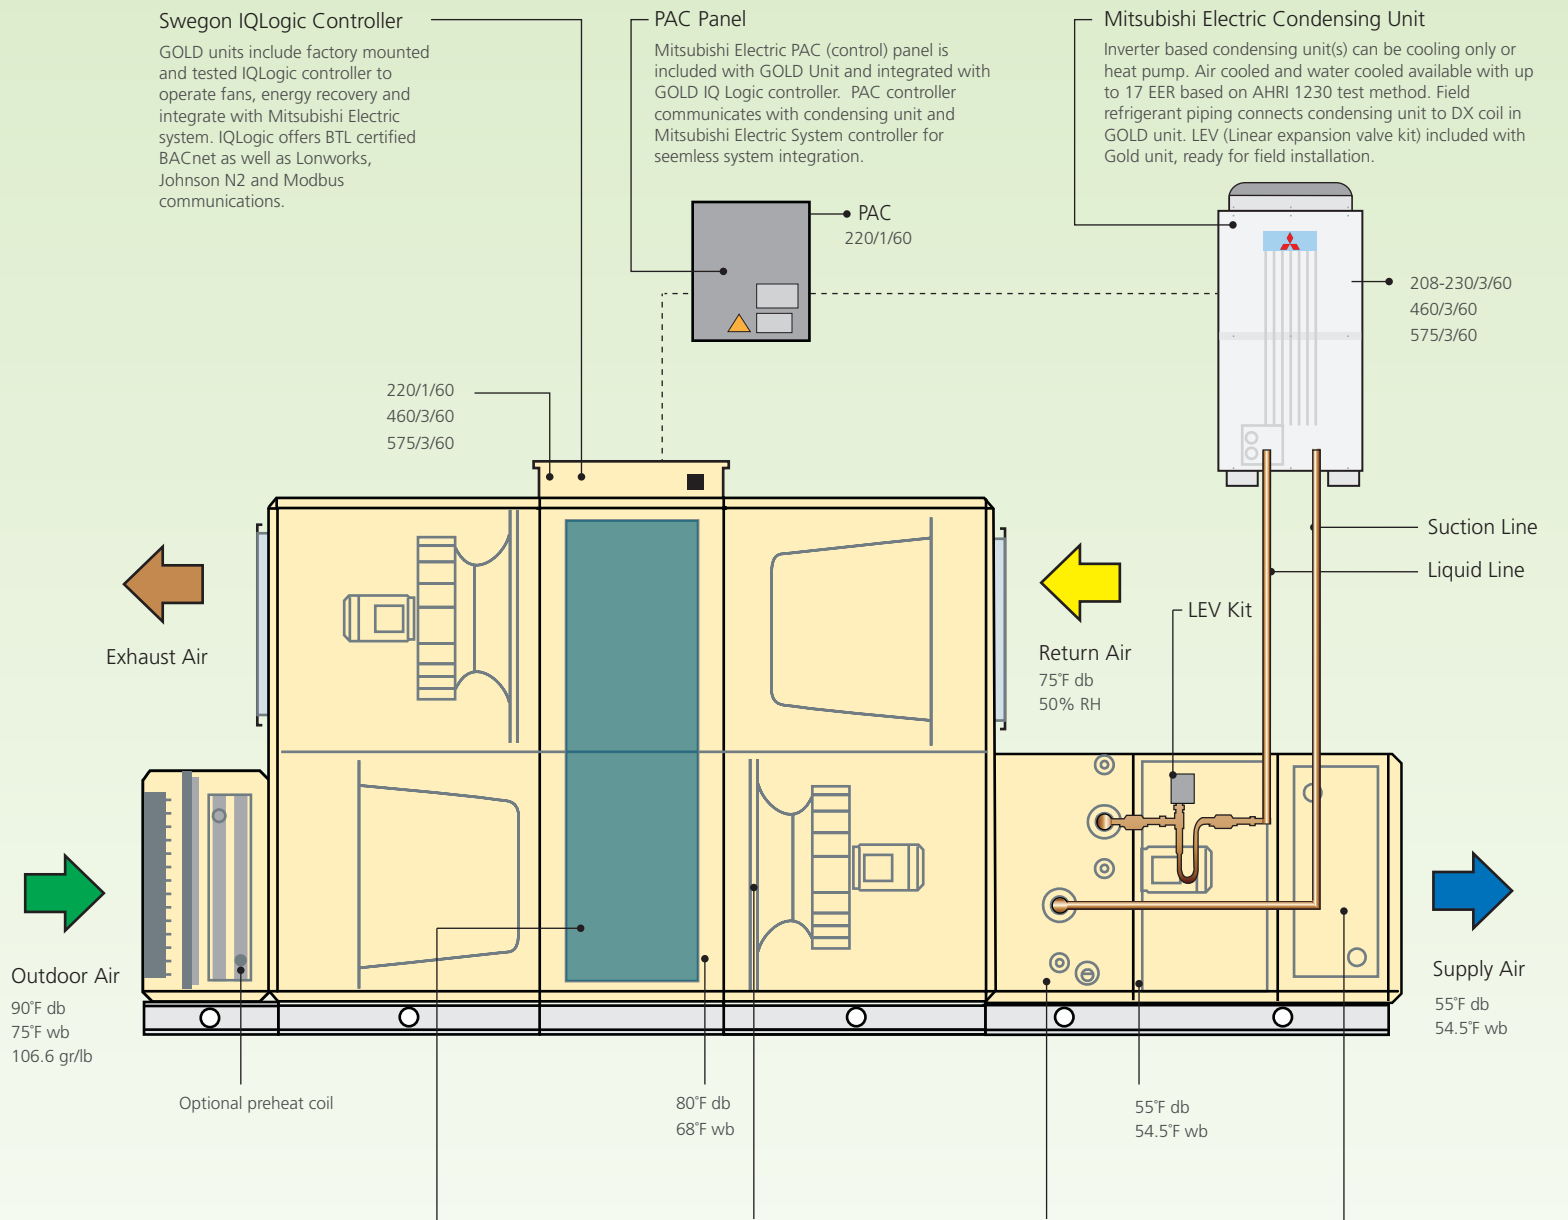 Swegon IQLogic Controller
GOLD units include factory mounted
and tested IQLogic controller to
operate fans, energy recovery and
integrate with Mitsubishi Electric
system. IQLogic offers BTL certified
BACnet as well as Lonworks,
Johnson N2 and Modbus
communications.
PAC Panel
Mitsubishi Electric PAC (control) panel is
included with GOLD Unit and integrated with
GOLD IQ Logic controller. PAC controller
communicates with condensing unit and
Mitsubishi Electric System controller for
seemless system integration.
Mitsubishi Electric Condensing Unit
Inverter based condensing unit(s) can be cooling only or
heat pump. Air cooled and water cooled available with up
to 17 EER based on AHRI 1230 test method. Field
refrigerant piping connects condensing unit to DX coil in
GOLD unit. LEV (Linear expansion valve kit) included with
Gold unit, ready for field installation.
PAC
220/1/60
208-230/3/60
460/3/60
575/3/60
220/1/60
460/3/60
575/3/60
Suction Line
Liquid Line
LEV Kit
Exhaust Air
Return Air
75°F db
50% RH
Outdoor Air
90°F db
75°F wb
106.6 gr/lb
Supply Air
55°F db
54.5°F wb
Optional preheat coil
80°F db
68°F wb
55°F db
54.5°F wb